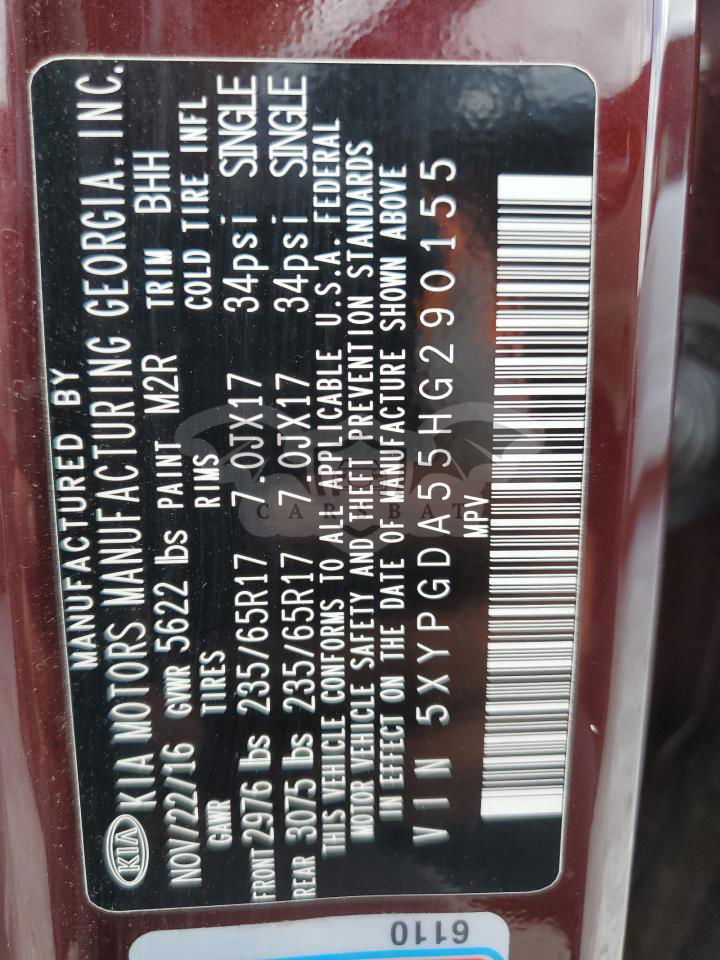 MANUFACTURED BY
KIA KIA MOTORS MANUFACTURING GEORGIA, INC.
NOV/22/16 GVWR 5622 lbs PAINT M2R TRIM BHH
GAWR TIRES RIMS COLD TIRE INFL
FRONT 2976 lbs 235/65R17 7.0JX17 34psi SINGLE
REAR 3075 lbs 235/65R17 7.0JX17 34psi SINGLE
THIS VEHICLE CONFORMS TO ALL APPLICABLE U.S.A. FEDERAL
MOTOR VEHICLE SAFETY AND THEFT PREVENTION STANDARDS
IN EFFECT ON THE DATE OF MANUFACTURE SHOWN ABOVE
VIN 5XYPGDA55HG290155
MPV
CARSBAT
6110